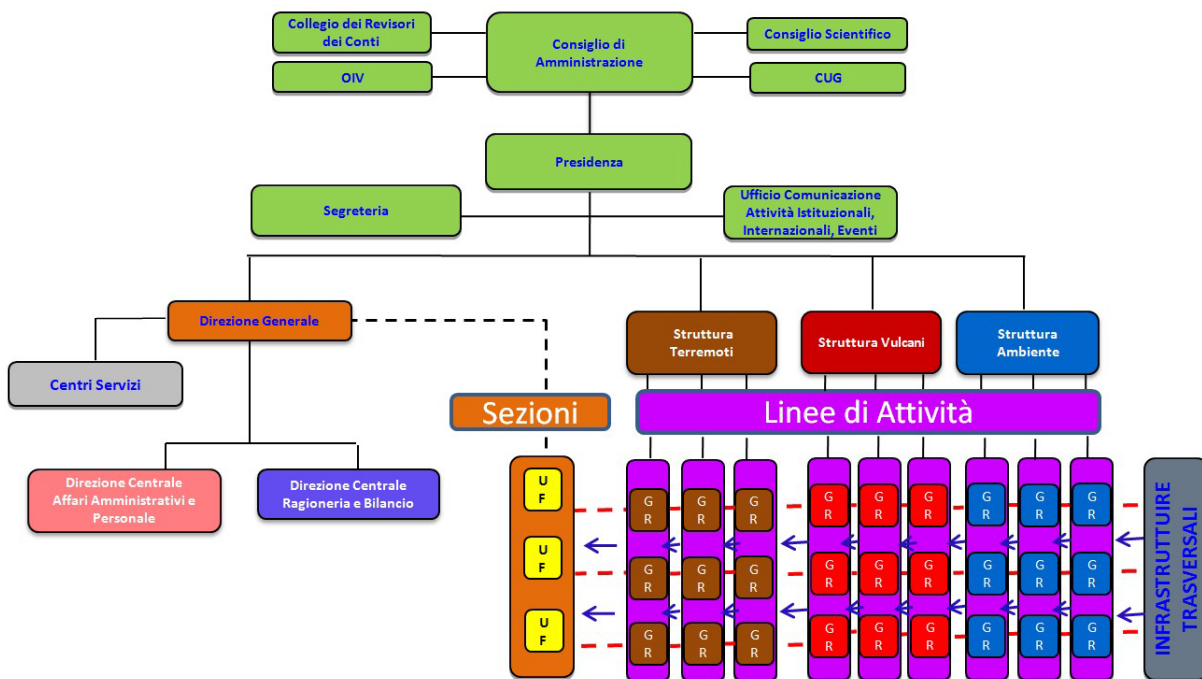 Collegio dei Revisori
dei Conti
Consiglio di
Amministrazione
Consiglio Scientifico
OIV
CUG
Presidenza
Segreteria
Ufficio Comunicazione
Attività Istituzionali,
Internazionali, Eventi
Direzione Generale
Struttura
Terremoti
Struttura Vulcani
Struttura
Ambiente
Centri Servizi
Sezioni
Linee di Attività
Direzione Centrale
Affari Amministrativi e
Personale
Direzione Centrale
Ragioneria e Bilancio
U
F
G
R
G
R
G
R
G
R
G
R
G
R
G
R
G
R
G
R
U
F
G
R
G
R
G
R
G
R
G
R
G
R
G
R
G
R
G
R
U
F
G
R
G
R
G
R
G
R
G
R
G
R
G
R
G
R
G
R
INFRASTRUTTUIRE
TRASVERSALI